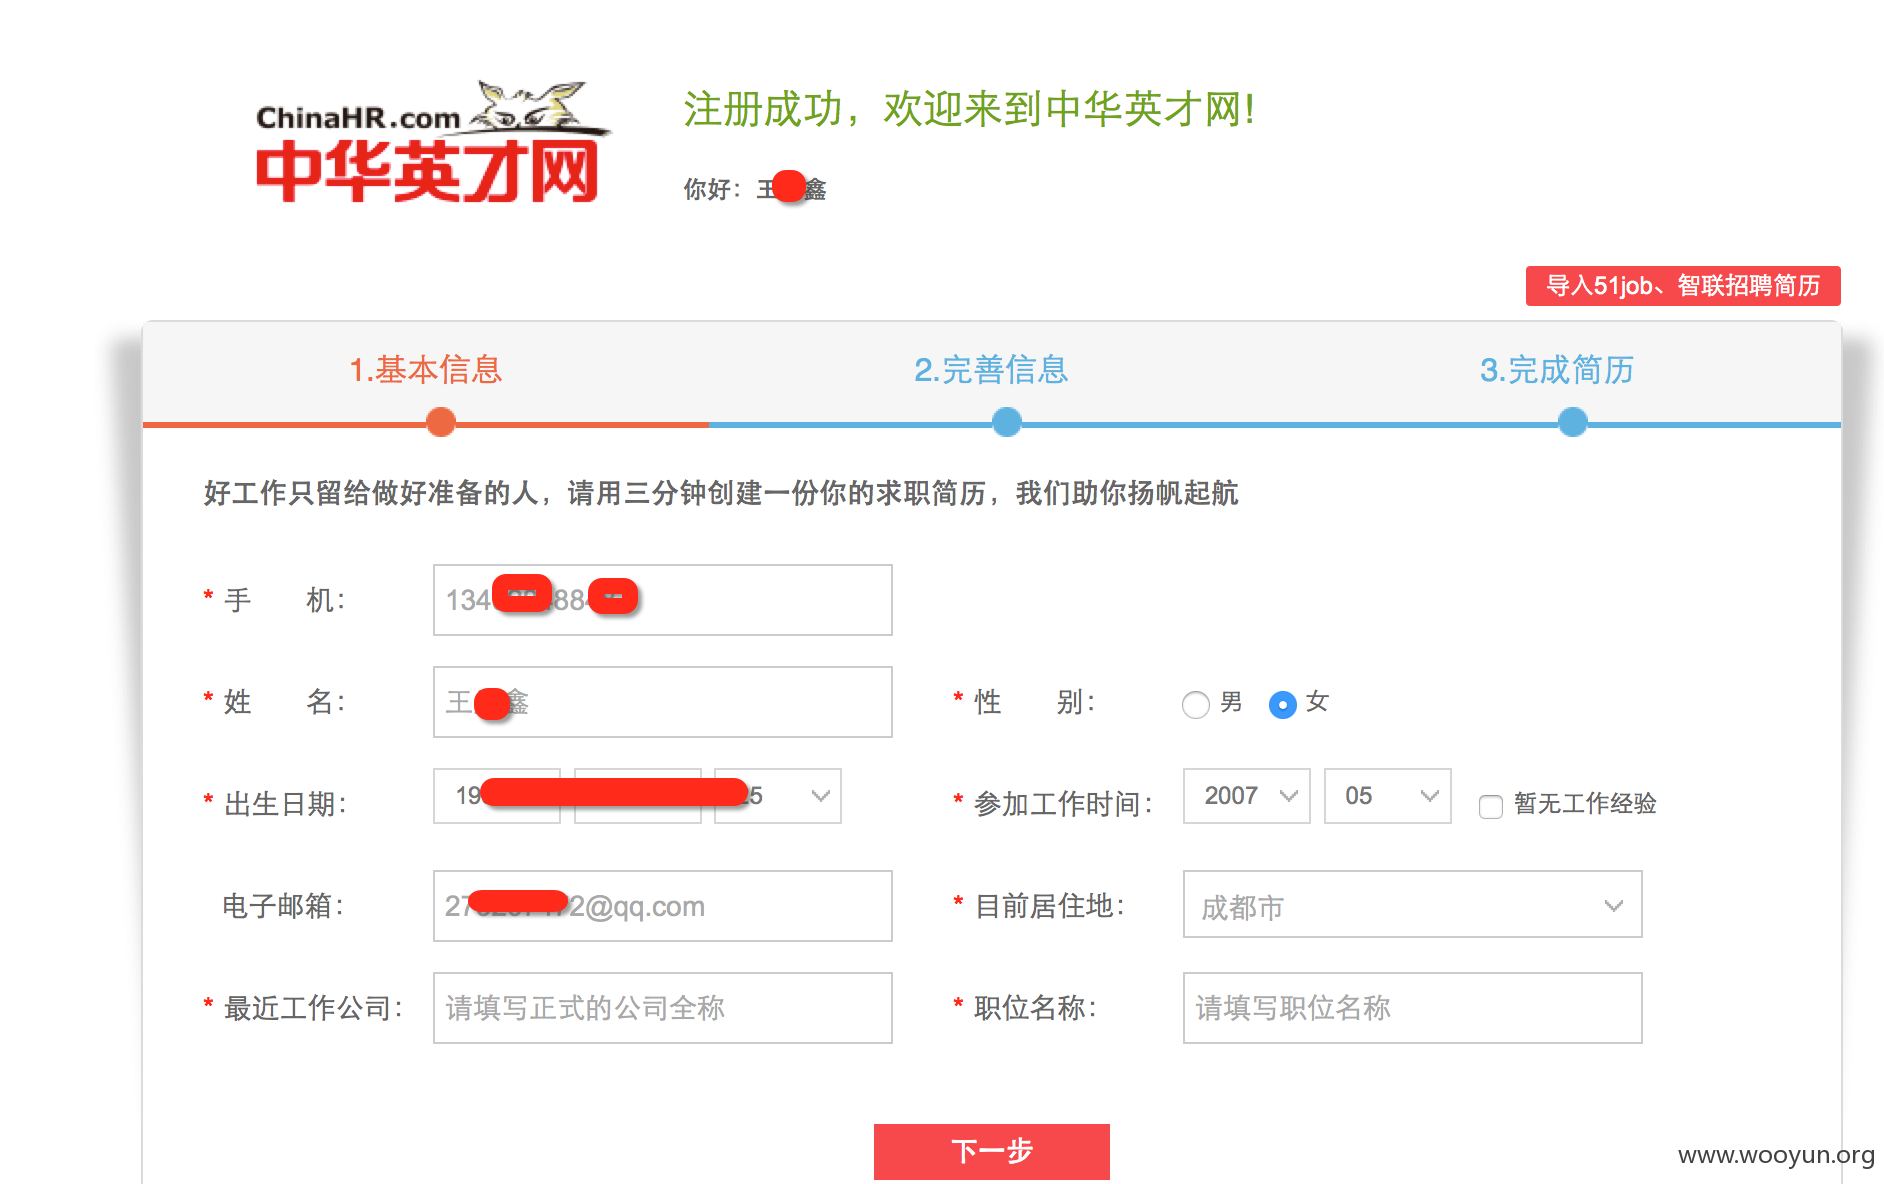 ChinaHR.com
中华英才网
注册成功，欢迎来到中华英才网!
你好：王 鑫
导入51job、智联招聘简历
1.基本信息
2.完善信息
3.完成简历
好工作只留给做好准备的人，请用三分钟创建一份你的求职简历，我们助你扬帆起航
* 手 机： 134 88
* 姓 名： 王 鑫 * 性 别： 男 女
* 出生日期： 19 5 * 参加工作时间： 2007 05 暂无工作经验
电子邮箱： 27 2@qq.com * 目前居住地： 成都市
* 最近工作公司： 请填写正式的公司全称 * 职位名称： 请填写职位名称
下一步
www.wooyun.org